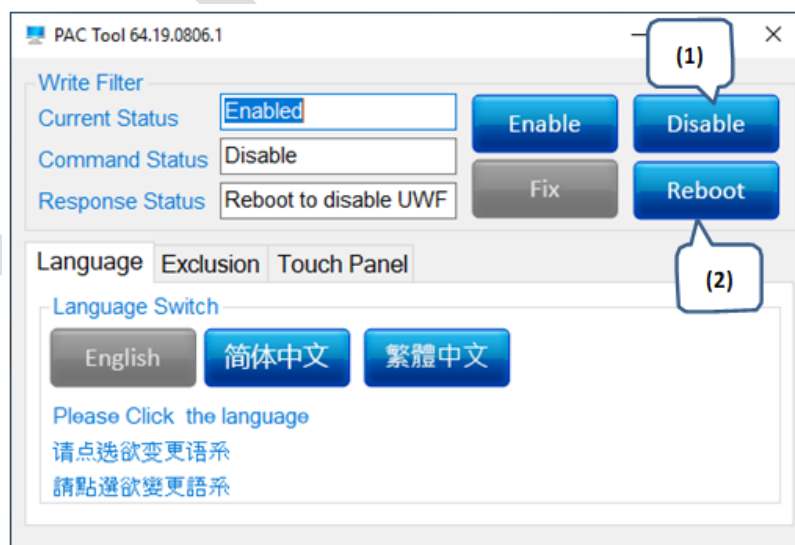 PAC Tool 64.19.0806.1
(1)
Write Filter
Current Status Enabled Enable Disable
Command Status Disable
Response Status Reboot to disable UWF Fix Reboot
(2)
Language Exclusion Touch Panel
Language Switch
English 简体中文 繁體中文
Please Click the language
请点选欲变更语系
請點選欲變更語系